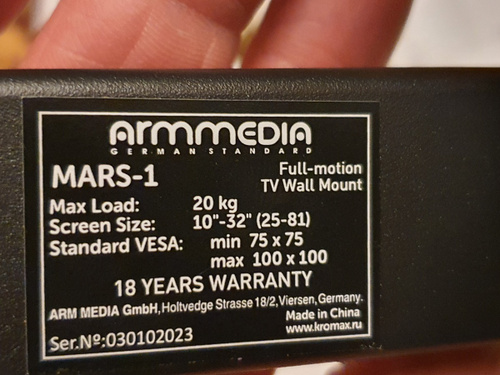 ARMMEDIA
GERMAN STANDARD
MARS-1
Full-motion
TV Wall Mount
Max Load: 20 kg
Screen Size: 10"-32" (25-81)
Standard VESA: min 75 x 75
max 100 x 100
18 YEARS WARRANTY
ARM MEDIA GmbH, Holtvedge Strasse 18/2, Viersen, Germany.
Made in China
www.kromax.ru
Ser.Nº:030102023